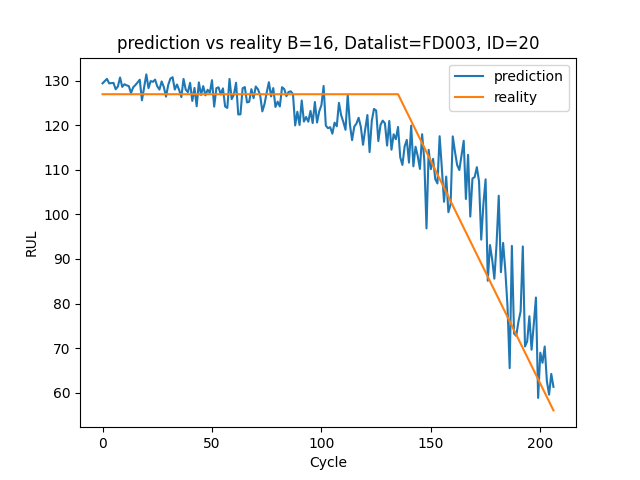 prediction vs reality B=16, Datalist=FD003, ID=20
prediction
reality
RUL
130
120
110
100
90
80
70
60
0 50 100 150 200
Cycle